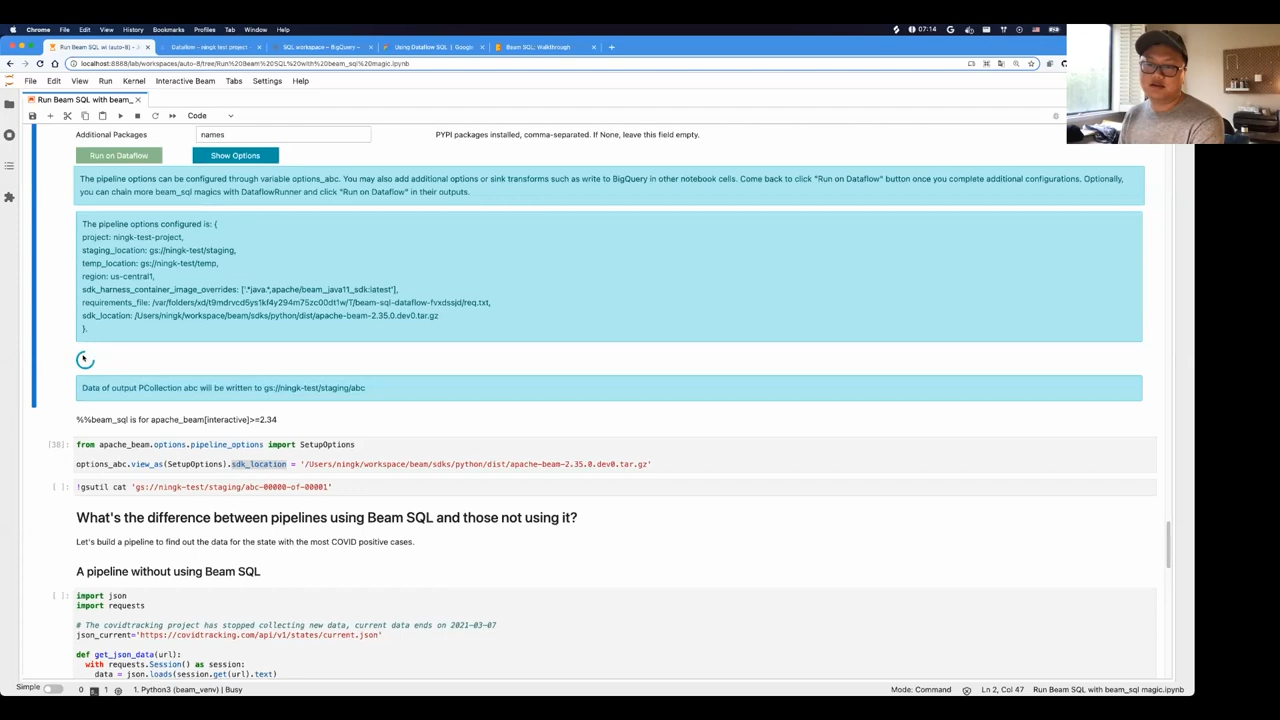 Chrome File Edit View History Bookmarks Profiles Tab Window Help 07:14
Run Beam SQL wi (auto-8) - J Dataflow – ningk test project - SQL workspace – BigQuery – Using Dataflow SQL | Google Beam SQL: Walkthrough
localhost:8888/lab/workspaces/auto-8/tree/Run%20Beam%20SQL%20with%20beam_sql%20magic.ipynb
File Edit View Run Kernel Interactive Beam Tabs Settings Help
Run Beam SQL with beam_
Code
Additional Packages names PYPI packages installed, comma-separated. If None, leave this field empty.
Run on Dataflow Show Options
The pipeline options can be configured through variable options_abc. You may also add additional options or sink transforms such as write to BigQuery in other notebook cells. Come back to click "Run on Dataflow" button once you complete additional configurations. Optionally,
you can chain more beam_sql magics with DataflowRunner and click "Run on Dataflow" in their outputs.
The pipeline options configured is: {
project: ningk-test-project,
staging_location: gs://ningk-test/staging,
temp_location: gs://ningk-test/temp,
region: us-central1,
sdk_harness_container_image_overrides: ['.*java.*,apache/beam_java11_sdk:latest'],
requirements_file: /var/folders/xd/t9mdrvcd5ys1kf4y294m75zc00dt1w/T/beam-sql-dataflow-fvxdssjd/req.txt,
sdk_location: /Users/ningk/workspace/beam/sdks/python/dist/apache-beam-2.35.0.dev0.tar.gz
}.
Data of output PCollection abc will be written to gs://ningk-test/staging/abc
%%beam_sql is for apache_beam[interactive]>=2.34
[38]: from apache_beam.options.pipeline_options import SetupOptions
options_abc.view_as(SetupOptions).sdk_location = '/Users/ningk/workspace/beam/sdks/python/dist/apache-beam-2.35.0.dev0.tar.gz'
[ ]: !gsutil cat 'gs://ningk-test/staging/abc-00000-of-00001'
What's the difference between pipelines using Beam SQL and those not using it?
Let's build a pipeline to find out the data for the state with the most COVID positive cases.
A pipeline without using Beam SQL
[ ]: import json
import requests
# The covidtracking project has stopped collecting new data, current data ends on 2021-03-07
json_current='https://covidtracking.com/api/v1/states/current.json'
def get_json_data(url):
with requests.Session() as session:
data = json.loads(session.get(url).text)
Simple 0 1 Python3 (beam_venv) | Busy Mode: Command Ln 2, Col 47 Run Beam SQL with beam_sql magic.ipynb